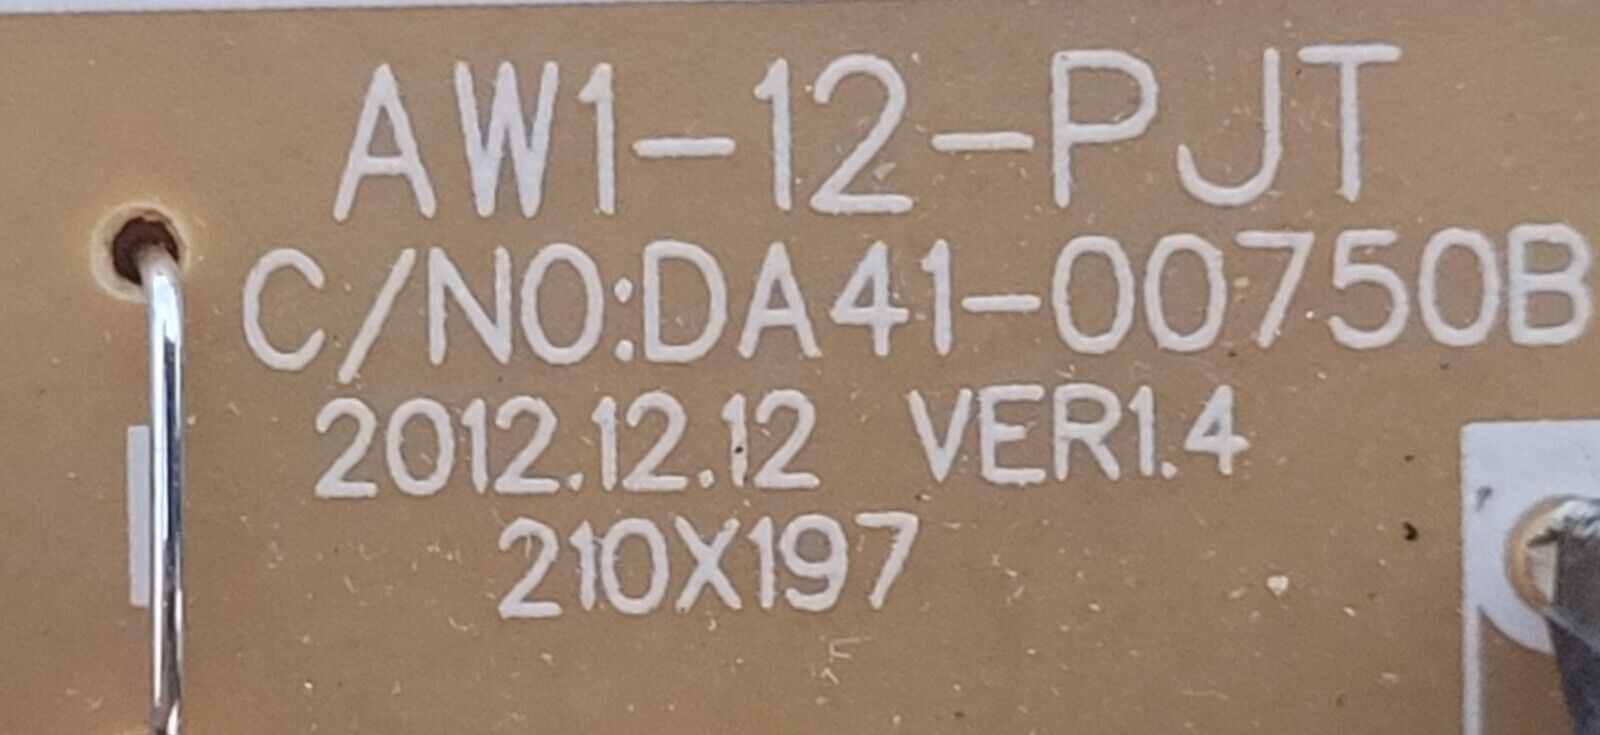 AW1-12-PJT
C/NO:DA41-00750B
2012.12.12 VER1.4
210X197